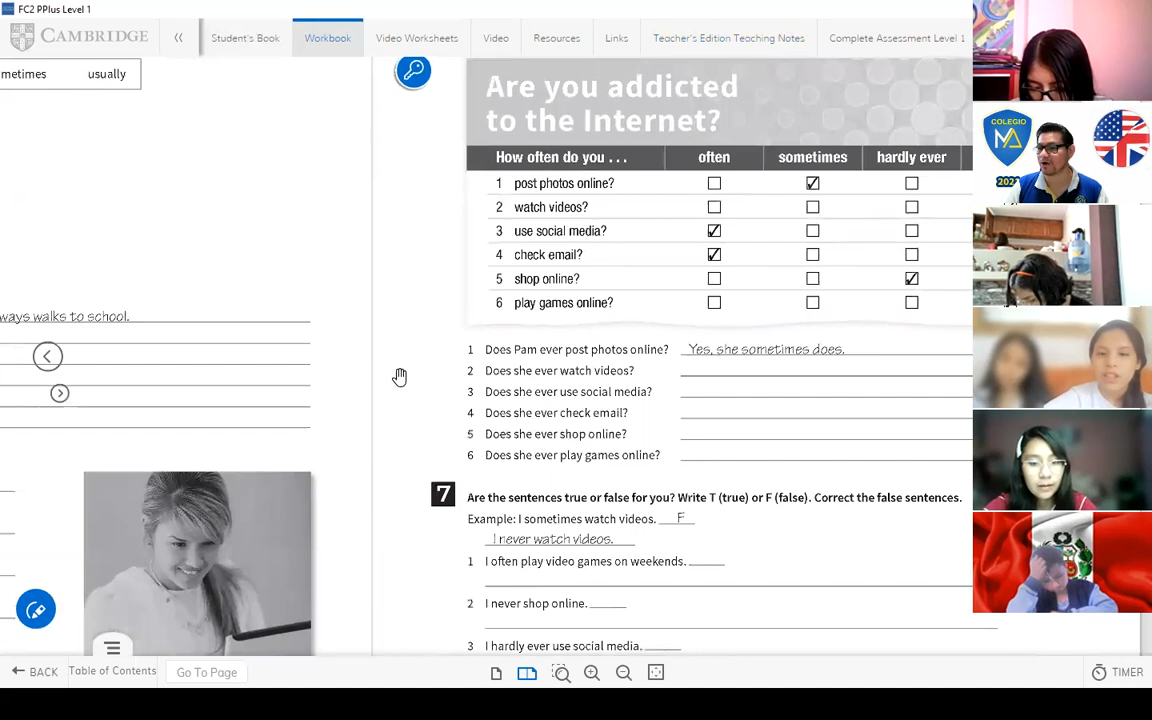 FC2 PPlus Level 1
CAMBRIDGE
Student's Book
Workbook
Video Worksheets
Video
Resources
Links
Teacher's Edition Teaching Notes
Complete Assessment Level 1
metimes usually
Are you addicted
to the Internet?
How often do you . . . often sometimes hardly ever
1 post photos online?
2 watch videos?
3 use social media?
4 check email?
5 shop online?
6 play games online?
ways walks to school.
1 Does Pam ever post photos online? Yes, she sometimes does.
2 Does she ever watch videos?
3 Does she ever use social media?
4 Does she ever check email?
5 Does she ever shop online?
6 Does she ever play games online?
7 Are the sentences true or false for you? Write T (true) or F (false). Correct the false sentences.
Example: I sometimes watch videos. F
I never watch videos.
1 I often play video games on weekends.
2 I never shop online.
3 I hardly ever use social media.
COLEGIO
MA
BACK
Table of Contents
Go To Page
TIMER